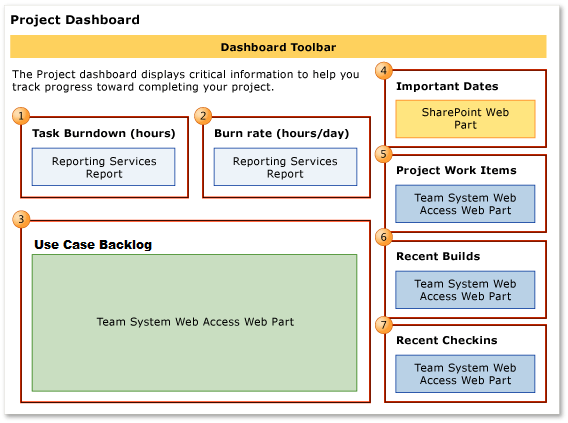 Project Dashboard
Dashboard Toolbar
The Project dashboard displays critical information to help you
track progress toward completing your project.
1
Task Burndown (hours)
Reporting Services
Report
2
Burn rate (hours/day)
Reporting Services
Report
3
Use Case Backlog
Team System Web Access Web Part
4
Important Dates
SharePoint Web
Part
5
Project Work Items
Team System Web
Access Web Part
6
Recent Builds
Team System Web
Access Web Part
7
Recent Checkins
Team System Web
Access Web Part